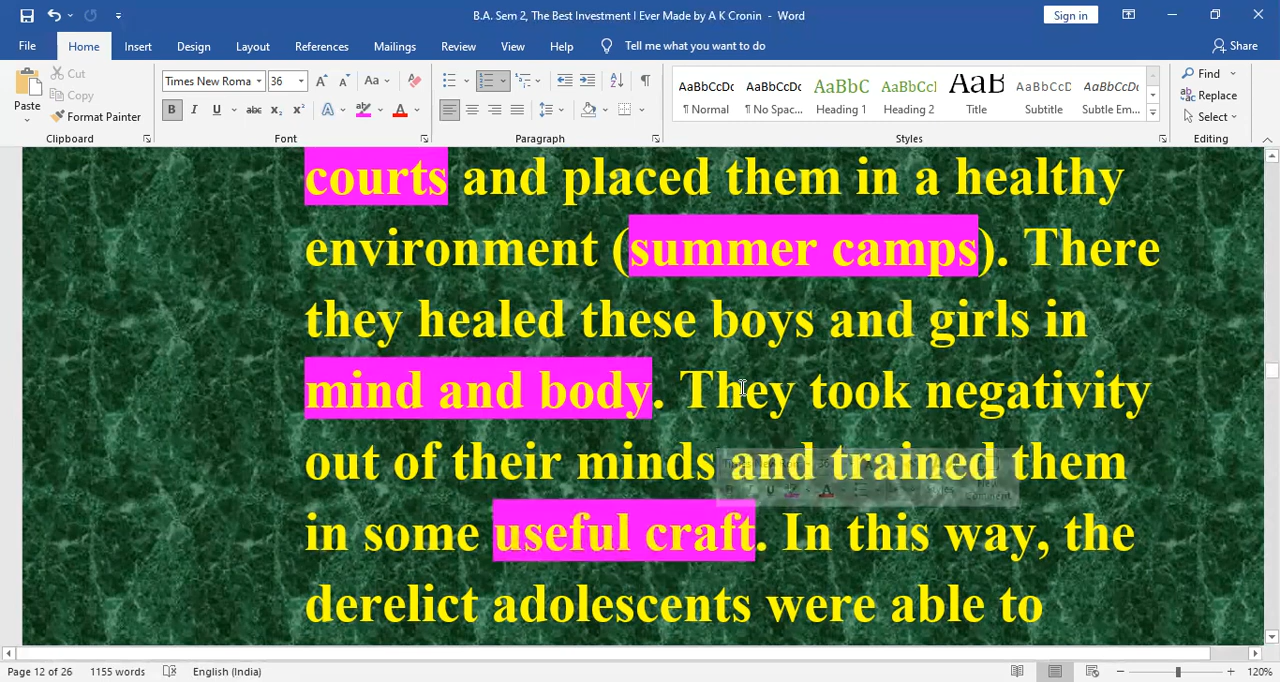 B.A. Sem 2, The Best Investment I Ever Made by A K Cronin - Word
Sign in
File Home Insert Design Layout References Mailings Review View Help Tell me what you want to do Share
Paste
Cut
Copy
Format Painter
Clipboard
Times New Roma 36
Font
Paragraph
AaBbCcDc ¶ Normal
AaBbCcDc ¶ No Spac...
AaBbC Heading 1
AaBbCcl Heading 2
AaB Title
AaBbCcD Subtitle
AaBbCcDc Subtle Em...
Styles
Find
Replace
Select
Editing
courts and placed them in a healthy
environment (summer camps). There
they healed these boys and girls in
mind and body. They took negativity
out of their minds and trained them
in some useful craft. In this way, the
derelict adolescents were able to
Page 12 of 26 1155 words English (India) 120%